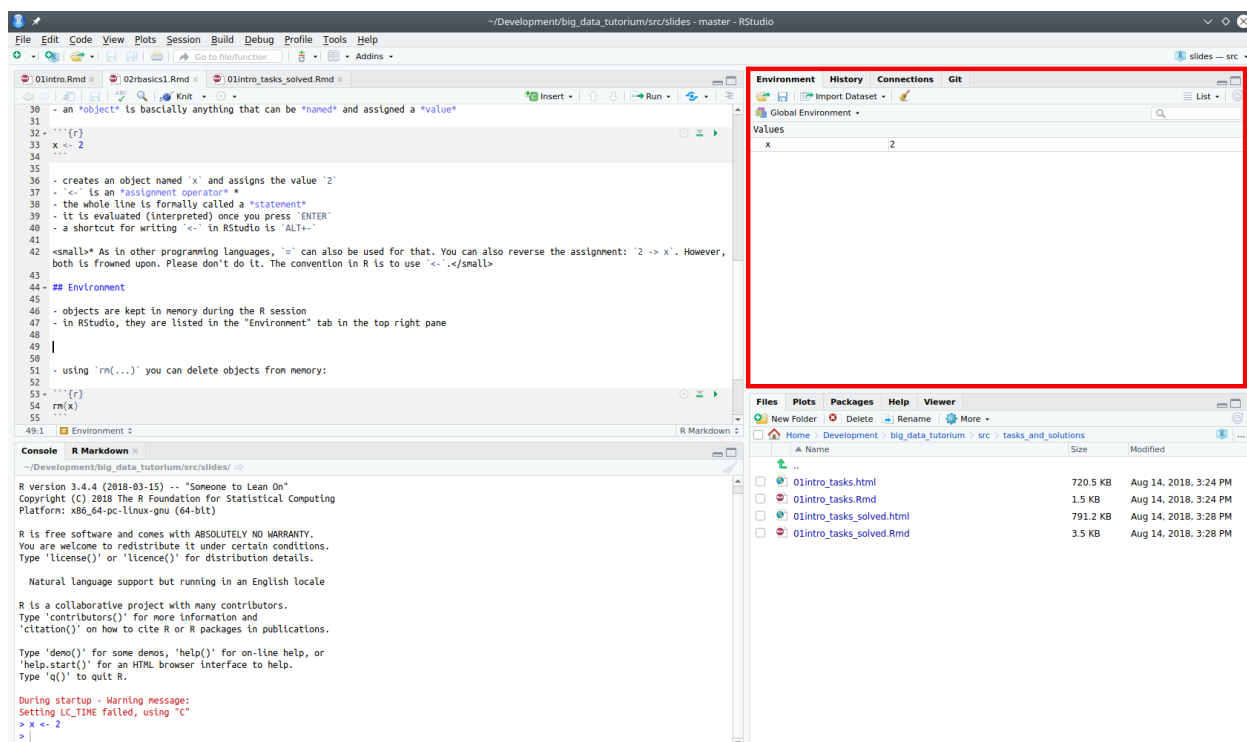 ~/Development/big_data_tutorium/src/slides - master - RStudio
File Edit Code View Plots Session Build Debug Profile Tools Help
Go to file/function Addins
slides — src
01intro.Rmd × 02rbasics1.Rmd × 01intro_tasks_solved.Rmd ×
ABC Knit Insert Run
30 - an *object* is bascially anything that can be *named* and assigned a *value*
31
32 ```{r}
33 x <- 2
34 ```
35
36 - creates an object named `x` and assigns the value `2`
37 - `<-` is an *assignment operator* *
38 - the whole line is formally called a *statement*
39 - it is evaluated (interpreted) once you press `ENTER`
40 - a shortcut for writing `<-` in RStudio is `ALT+-`
41
42 <small>* As in other programming languages, `=` can also be used for that. You can also reverse the assignment: `2 -> x`. However,
both is frowned upon. Please don't do it. The convention in R is to use `<-`.</small>
43
44 ## Environment
45
46 - objects are kept in memory during the R session
47 - in RStudio, they are listed in the "Environment" tab in the top right pane
48
49
50
51 - using `rm(...)` you can delete objects from memory:
52
53 ```{r}
54 rm(x)
55 ```
49:1 Environment R Markdown
Console R Markdown ×
~/Development/big_data_tutorium/src/slides/
R version 3.4.4 (2018-03-15) -- "Someone to Lean On"
Copyright (C) 2018 The R Foundation for Statistical Computing
Platform: x86_64-pc-linux-gnu (64-bit)
R is free software and comes with ABSOLUTELY NO WARRANTY.
You are welcome to redistribute it under certain conditions.
Type 'license()' or 'licence()' for distribution details.
Natural language support but running in an English locale
R is a collaborative project with many contributors.
Type 'contributors()' for more information and
'citation()' on how to cite R or R packages in publications.
Type 'demo()' for some demos, 'help()' for on-line help, or
'help.start()' for an HTML browser interface to help.
Type 'q()' to quit R.
During startup - Warning message:
Setting LC_TIME failed, using "C"
> x <- 2
>
Environment History Connections Git
Import Dataset List
Global Environment
Values
x 2
Files Plots Packages Help Viewer
New Folder Delete Rename More
Home > Development > big_data_tutorium > src > tasks_and_solutions ...
Name Size Modified
..
01intro_tasks.html 720.5 KB Aug 14, 2018, 3:24 PM
01intro_tasks.Rmd 1.5 KB Aug 14, 2018, 3:24 PM
01intro_tasks_solved.html 791.2 KB Aug 14, 2018, 3:28 PM
01intro_tasks_solved.Rmd 3.5 KB Aug 14, 2018, 3:28 PM